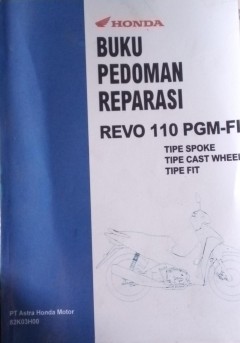 HONDA
BUKU
PEDOMAN
REPARASI
REVO 110 PGM-FI
TIPE SPOKE
TIPE CAST WHEEL
TIPE FIT
PT Astra Honda Motor